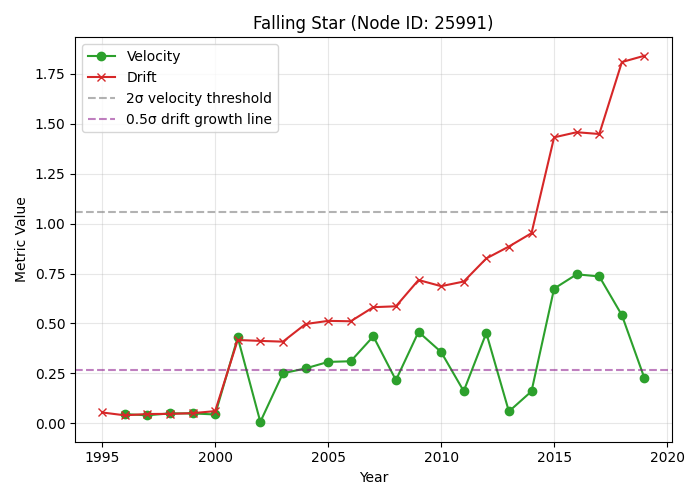 Falling Star (Node ID: 25991)
Velocity
Drift
2σ velocity threshold
0.5σ drift growth line
Metric Value
1.75
1.50
1.25
1.00
0.75
0.50
0.25
0.00
1995
2000
2005
2010
2015
2020
Year